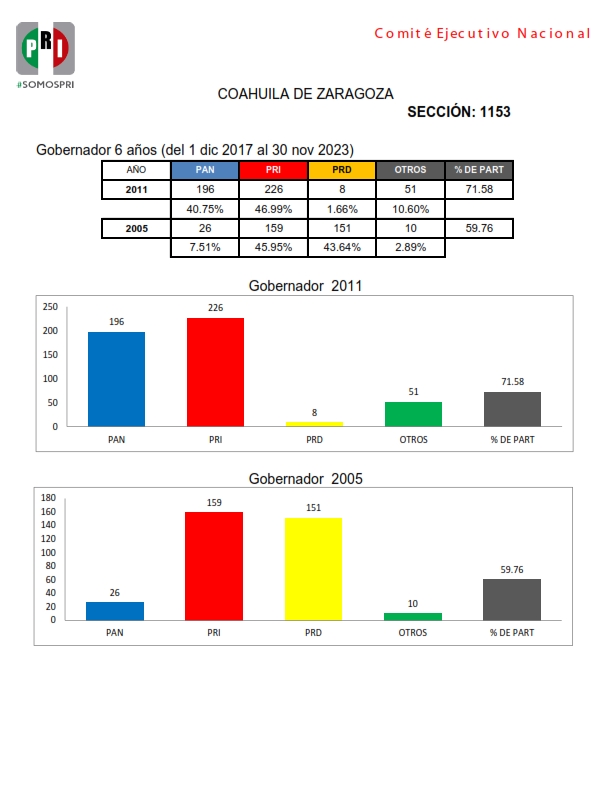 Comité Ejecutivo Nacional
PRI
#SOMOSPRI
COAHUILA DE ZARAGOZA
SECCIÓN: 1153
Gobernador 6 años (del 1 dic 2017 al 30 nov 2023)
AÑO PAN PRI PRD OTROS % DE PART
2011 196 226 8 51 71.58
40.75% 46.99% 1.66% 10.60%
2005 26 159 151 10 59.76
7.51% 45.95% 43.64% 2.89%
Gobernador 2011
250
200
150
100
50
0
196
226
8
51
71.58
PAN PRI PRD OTROS % DE PART
Gobernador 2005
180
160
140
120
100
80
60
40
20
0
26
159
151
10
59.76
PAN PRI PRD OTROS % DE PART